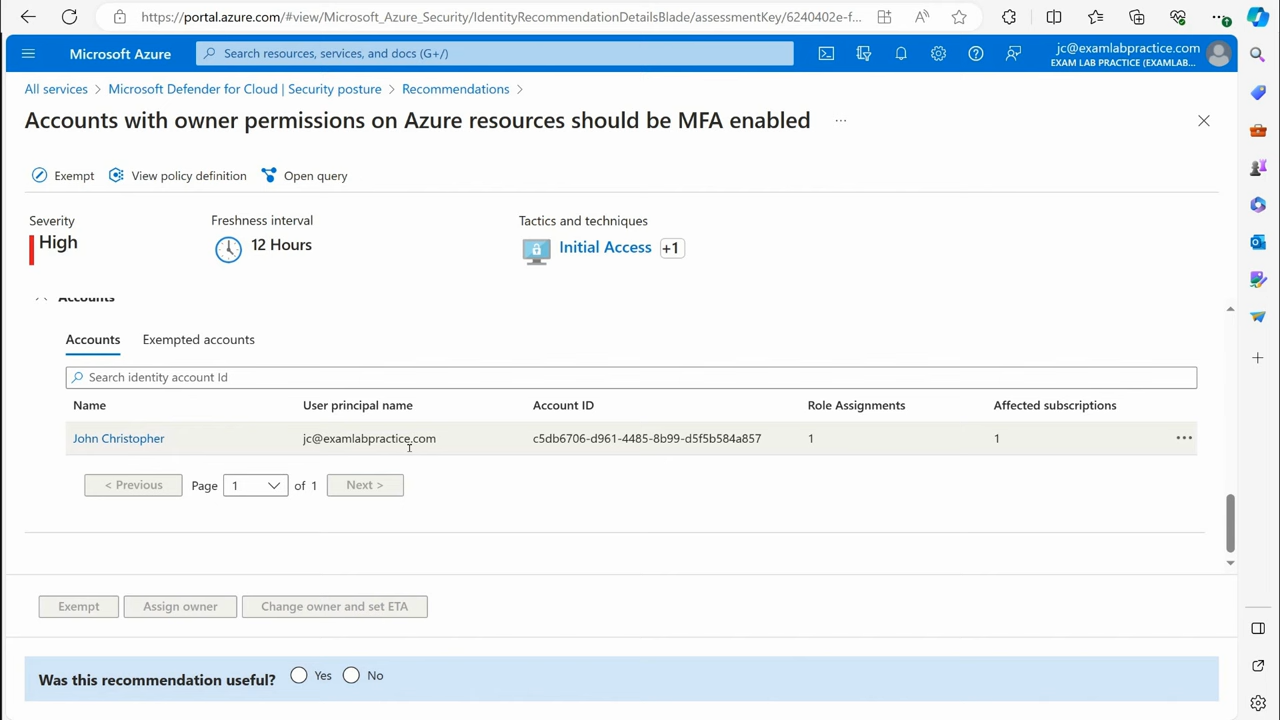 https://portal.azure.com/#view/Microsoft_Azure_Security/IdentityRecommendationDetailsBlade/assessmentKey/6240402e-f...
Microsoft Azure
Search resources, services, and docs (G+/)
jc@examlabpractice.com
EXAM LAB PRACTICE (EXAMLAB...
All services > Microsoft Defender for Cloud | Security posture > Recommendations >
Accounts with owner permissions on Azure resources should be MFA enabled ...
Exempt View policy definition Open query
Severity Freshness interval Tactics and techniques
High 12 Hours Initial Access +1
Accounts
Accounts Exempted accounts
Search identity account Id
Name User principal name Account ID Role Assignments Affected subscriptions
John Christopher jc@examlabpractice.com c5db6706-d961-4485-8b99-d5f5b584a857 1 1 ...
< Previous Page 1 of 1 Next >
Exempt Assign owner Change owner and set ETA
Was this recommendation useful? Yes No